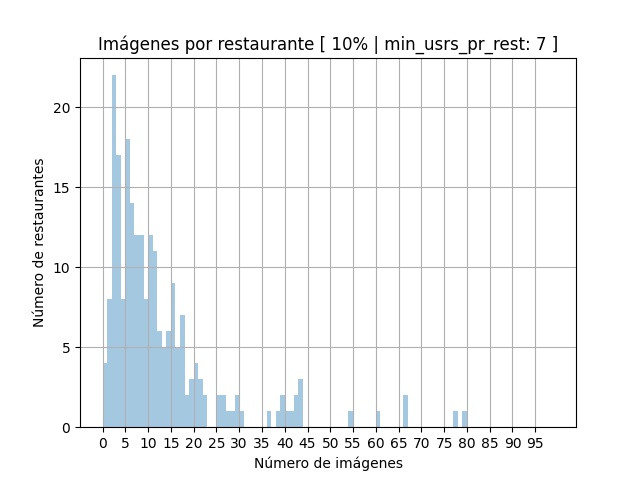 Imágenes por restaurante [ 10% | min_usrs_pr_rest: 7 ]
Número de restaurantes
20
15
10
5
0
0 5 10 15 20 25 30 35 40 45 50 55 60 65 70 75 80 85 90 95
Número de imágenes